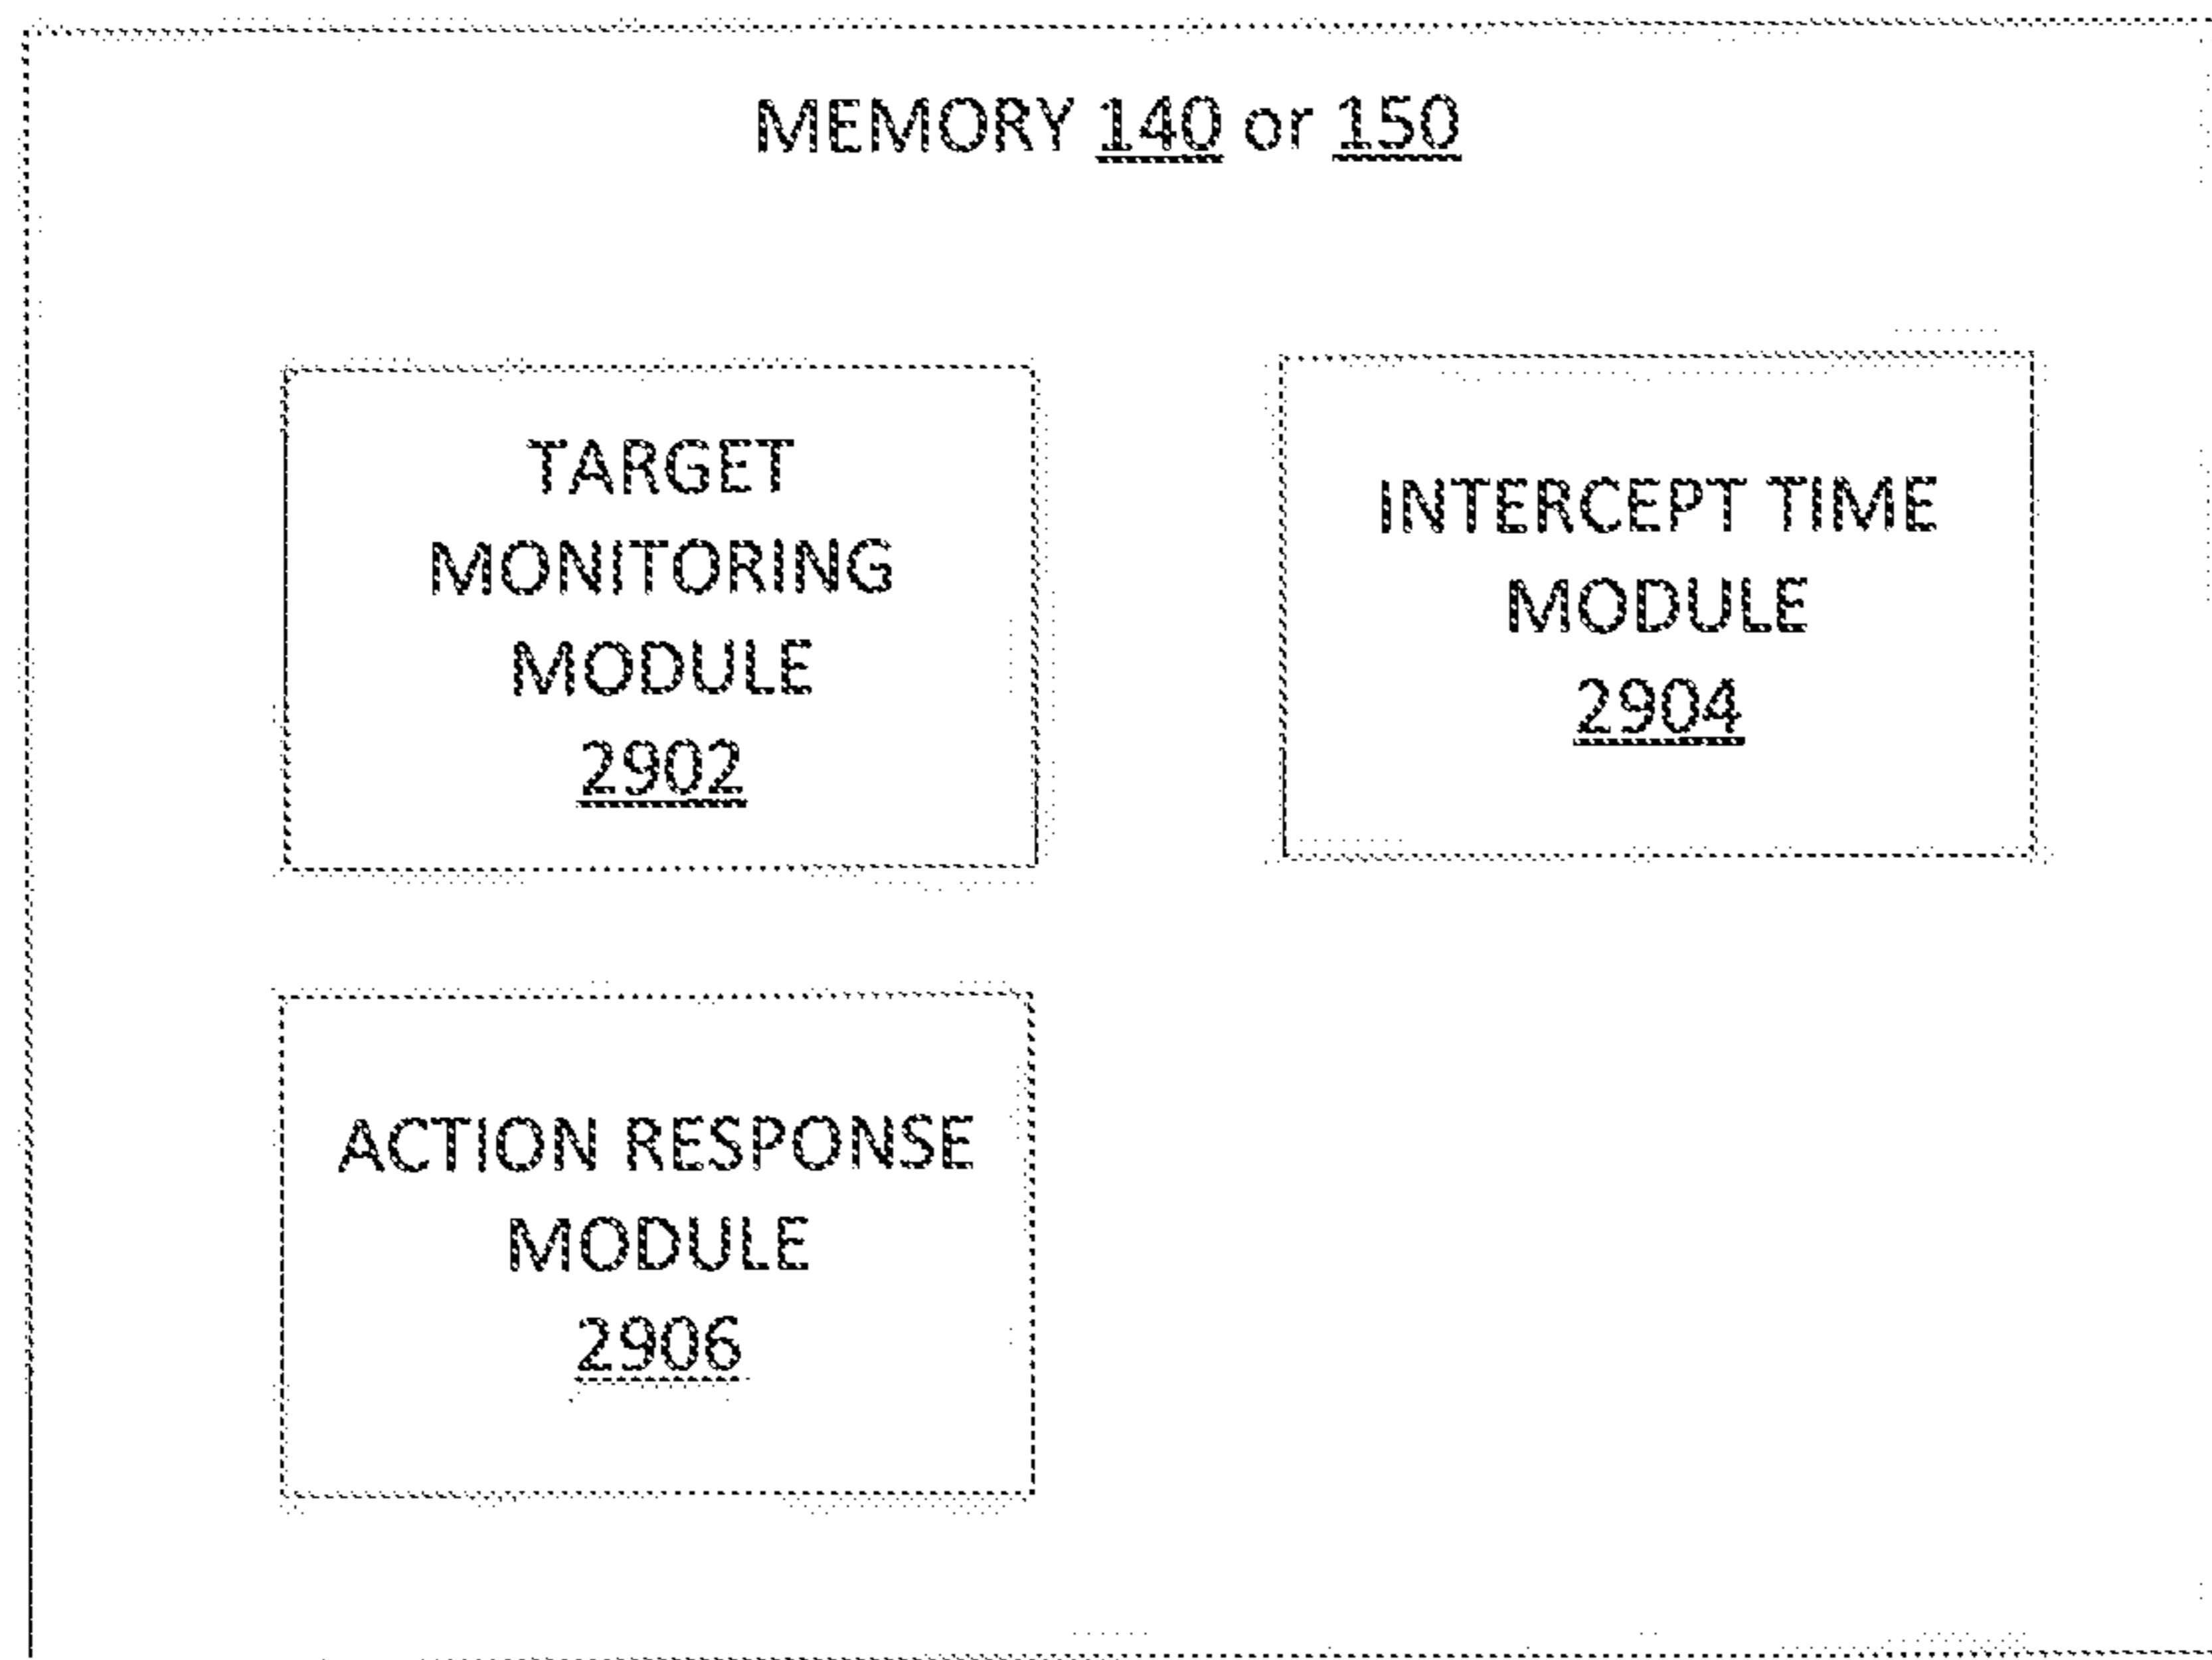 MEMORY 140 or 150
TARGET
MONITORING
MODULE
2902
INTERCEPT TIME
MODULE
2904
ACTION RESPONSE
MODULE
2906